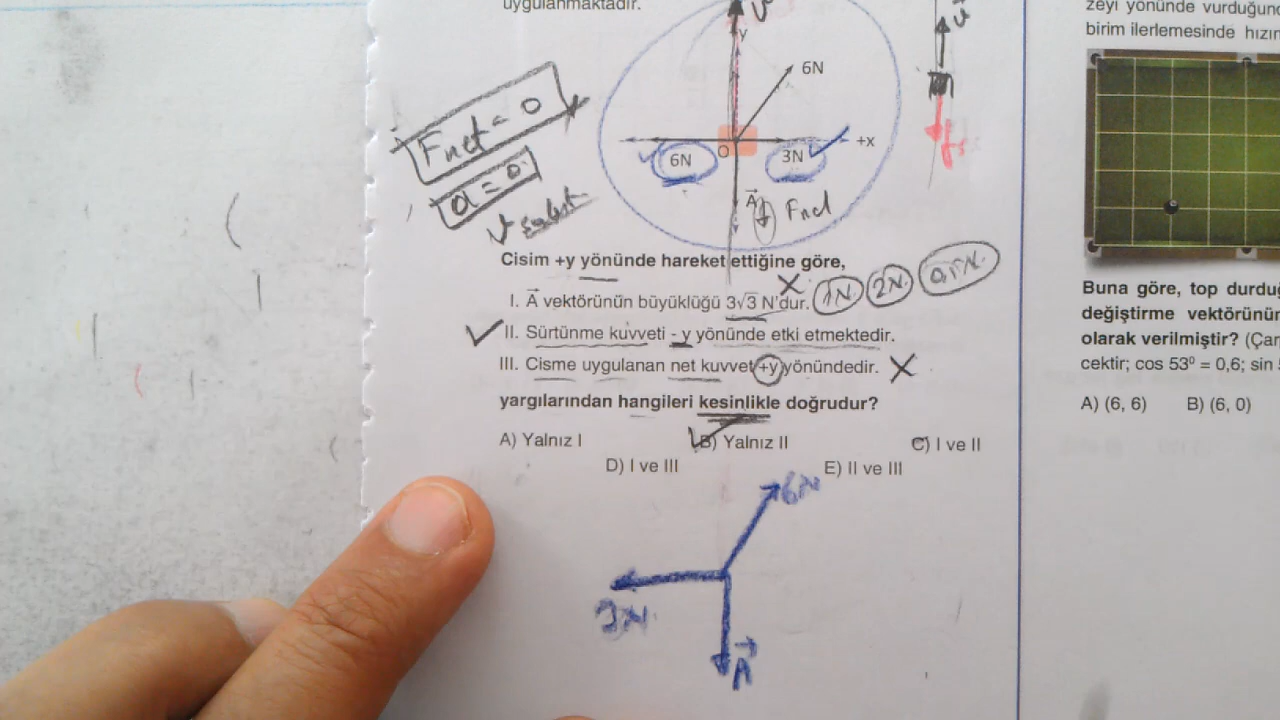 uygulanmaktadır.
y
6N
Fnet = 0
a = 0
6N
O
3N
+x
A
Fnet
Cisim +y yönünde hareket ettiğine göre,
I. A vektörünün büyüklüğü 3√3 N'dur. 1N 2N
II. Sürtünme kuvveti - y yönünde etki etmektedir.
III. Cisme uygulanan net kuvvet +y yönündedir.
yargılarından hangileri kesinlikle doğrudur?
A) Yalnız I B) Yalnız II C) I ve II
D) I ve III E) II ve III
6N
3N
A
zeyi yönünde vurduğund
birim ilerlemesinde hızın
Buna göre, top durduğ
değiştirme vektörünün
olarak verilmiştir? (Çar
cektir; cos 53⁰ = 0,6; sin
A) (6, 6) B) (6, 0)